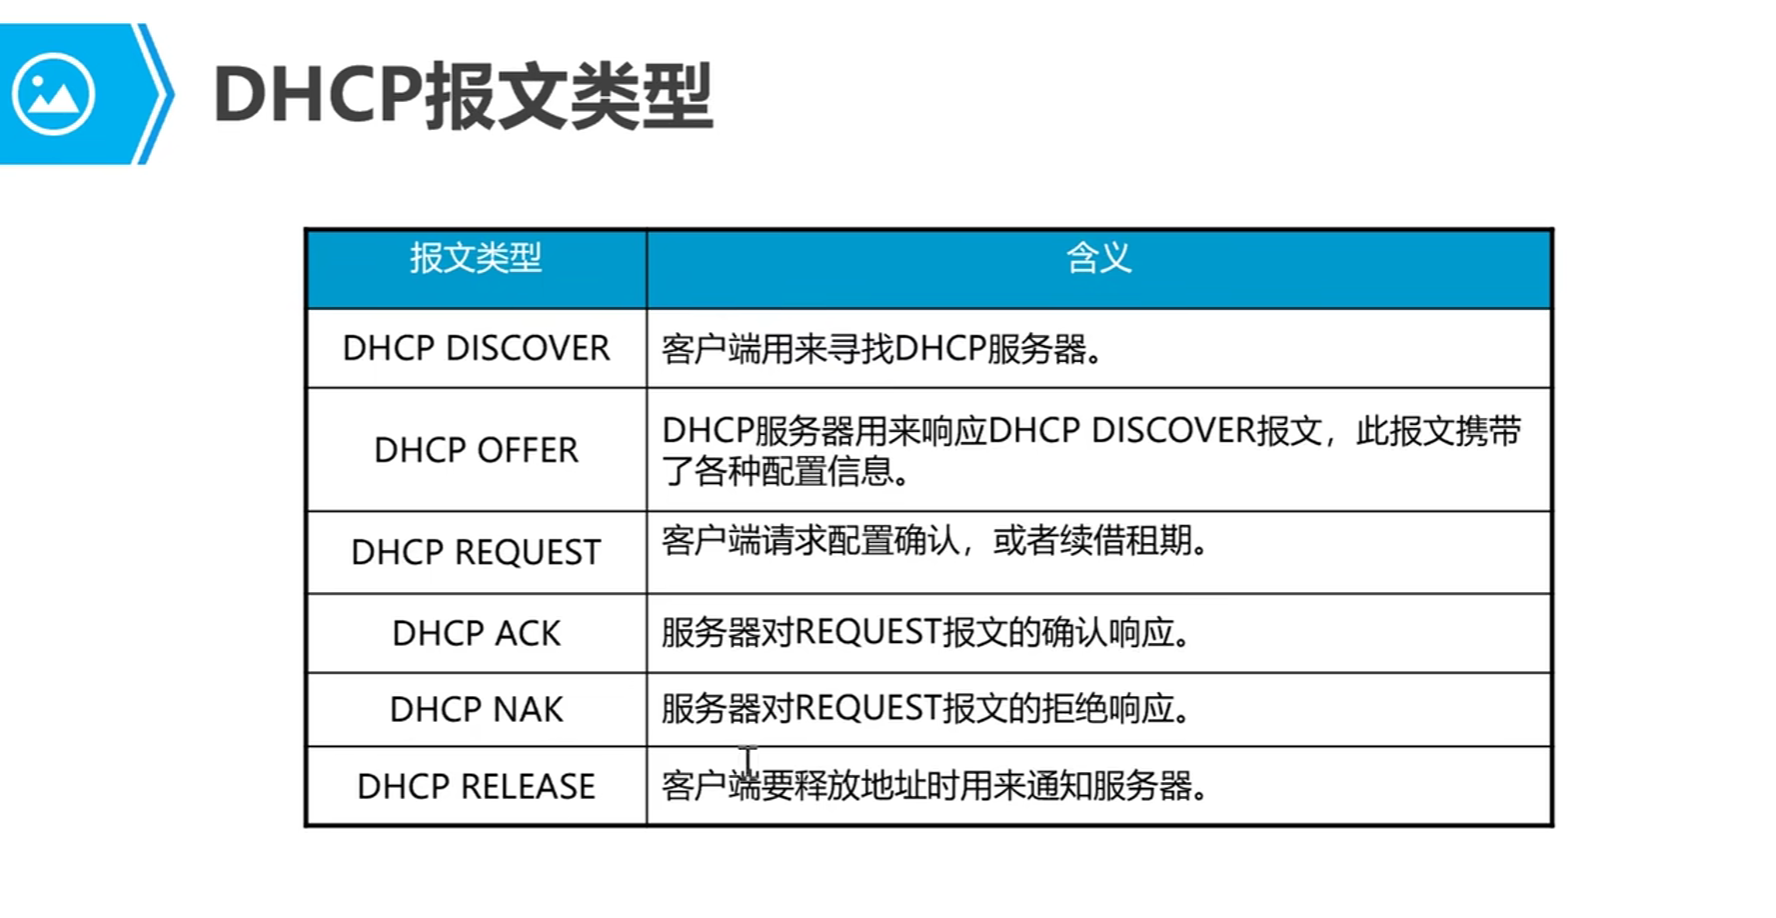 DHCP报文类型
报文类型 含义
DHCP DISCOVER 客户端用来寻找DHCP服务器。
DHCP OFFER DHCP服务器用来响应DHCP DISCOVER报文，此报文携带
了各种配置信息。
DHCP REQUEST 客户端请求配置确认，或者续借租期。
DHCP ACK 服务器对REQUEST报文的确认响应。
DHCP NAK 服务器对REQUEST报文的拒绝响应。
DHCP RELEASE 客户端要释放地址时用来通知服务器。